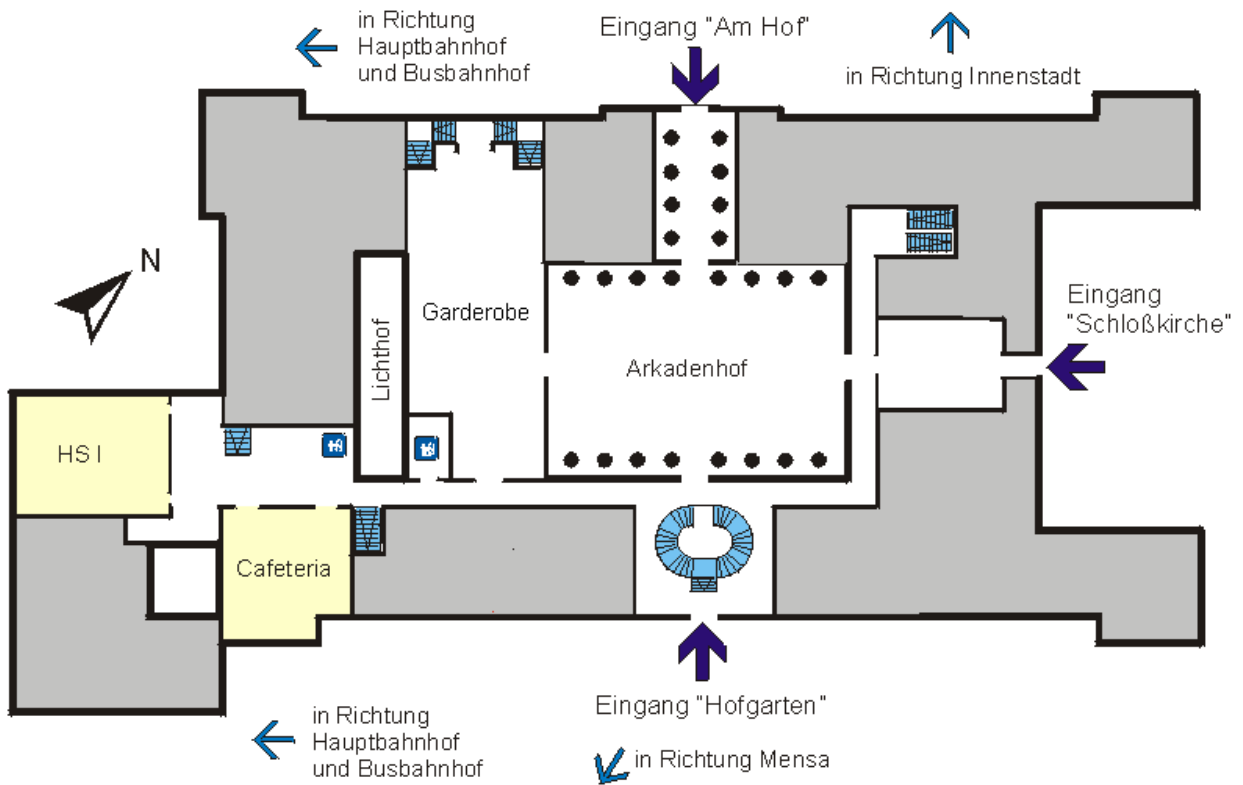 in Richtung
Hauptbahnhof
und Busbahnhof
Eingang "Am Hof"
in Richtung Innenstadt
N
Eingang
"Schloßkirche"
Garderobe
Lichthof
Arkadenhof
HS I
Cafeteria
Eingang "Hofgarten"
in Richtung
Hauptbahnhof
und Busbahnhof
in Richtung Mensa